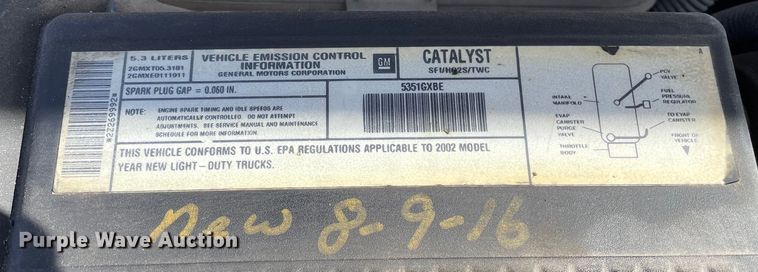 5.3 LITERS
2GMXT05.3181
2GMXE0111911
VEHICLE EMISSION CONTROL
INFORMATION
GENERAL MOTORS CORPORATION
GM
CATALYST
SFI/HO2S/TWC
SPARK PLUG GAP = 0.060 IN.
5351GXBE
NOTE: ENGINE SPARK TIMING AND IDLE SPEEDS ARE
AUTOMATICALLY CONTROLLED. DO NOT ATTEMPT
ADJUSTMENTS. SEE SERVICE MANUAL AND MAINTENANCE
SCHEDULE FOR MORE INFORMATION.
THIS VEHICLE CONFORMS TO U.S. EPA REGULATIONS APPLICABLE TO 2002 MODEL
YEAR NEW LIGHT-DUTY TRUCKS.
*22269992*
A
PCV
VALVE
INTAKE
MANIFOLD
FUEL
PRESSURE
REGULATOR
EVAP
CANISTER
PURGE
VALVE
TO EVAP
CANISTER
THROTTLE
BODY
FRONT OF
VEHICLE
new 8-9-16
Purple Wave Auction